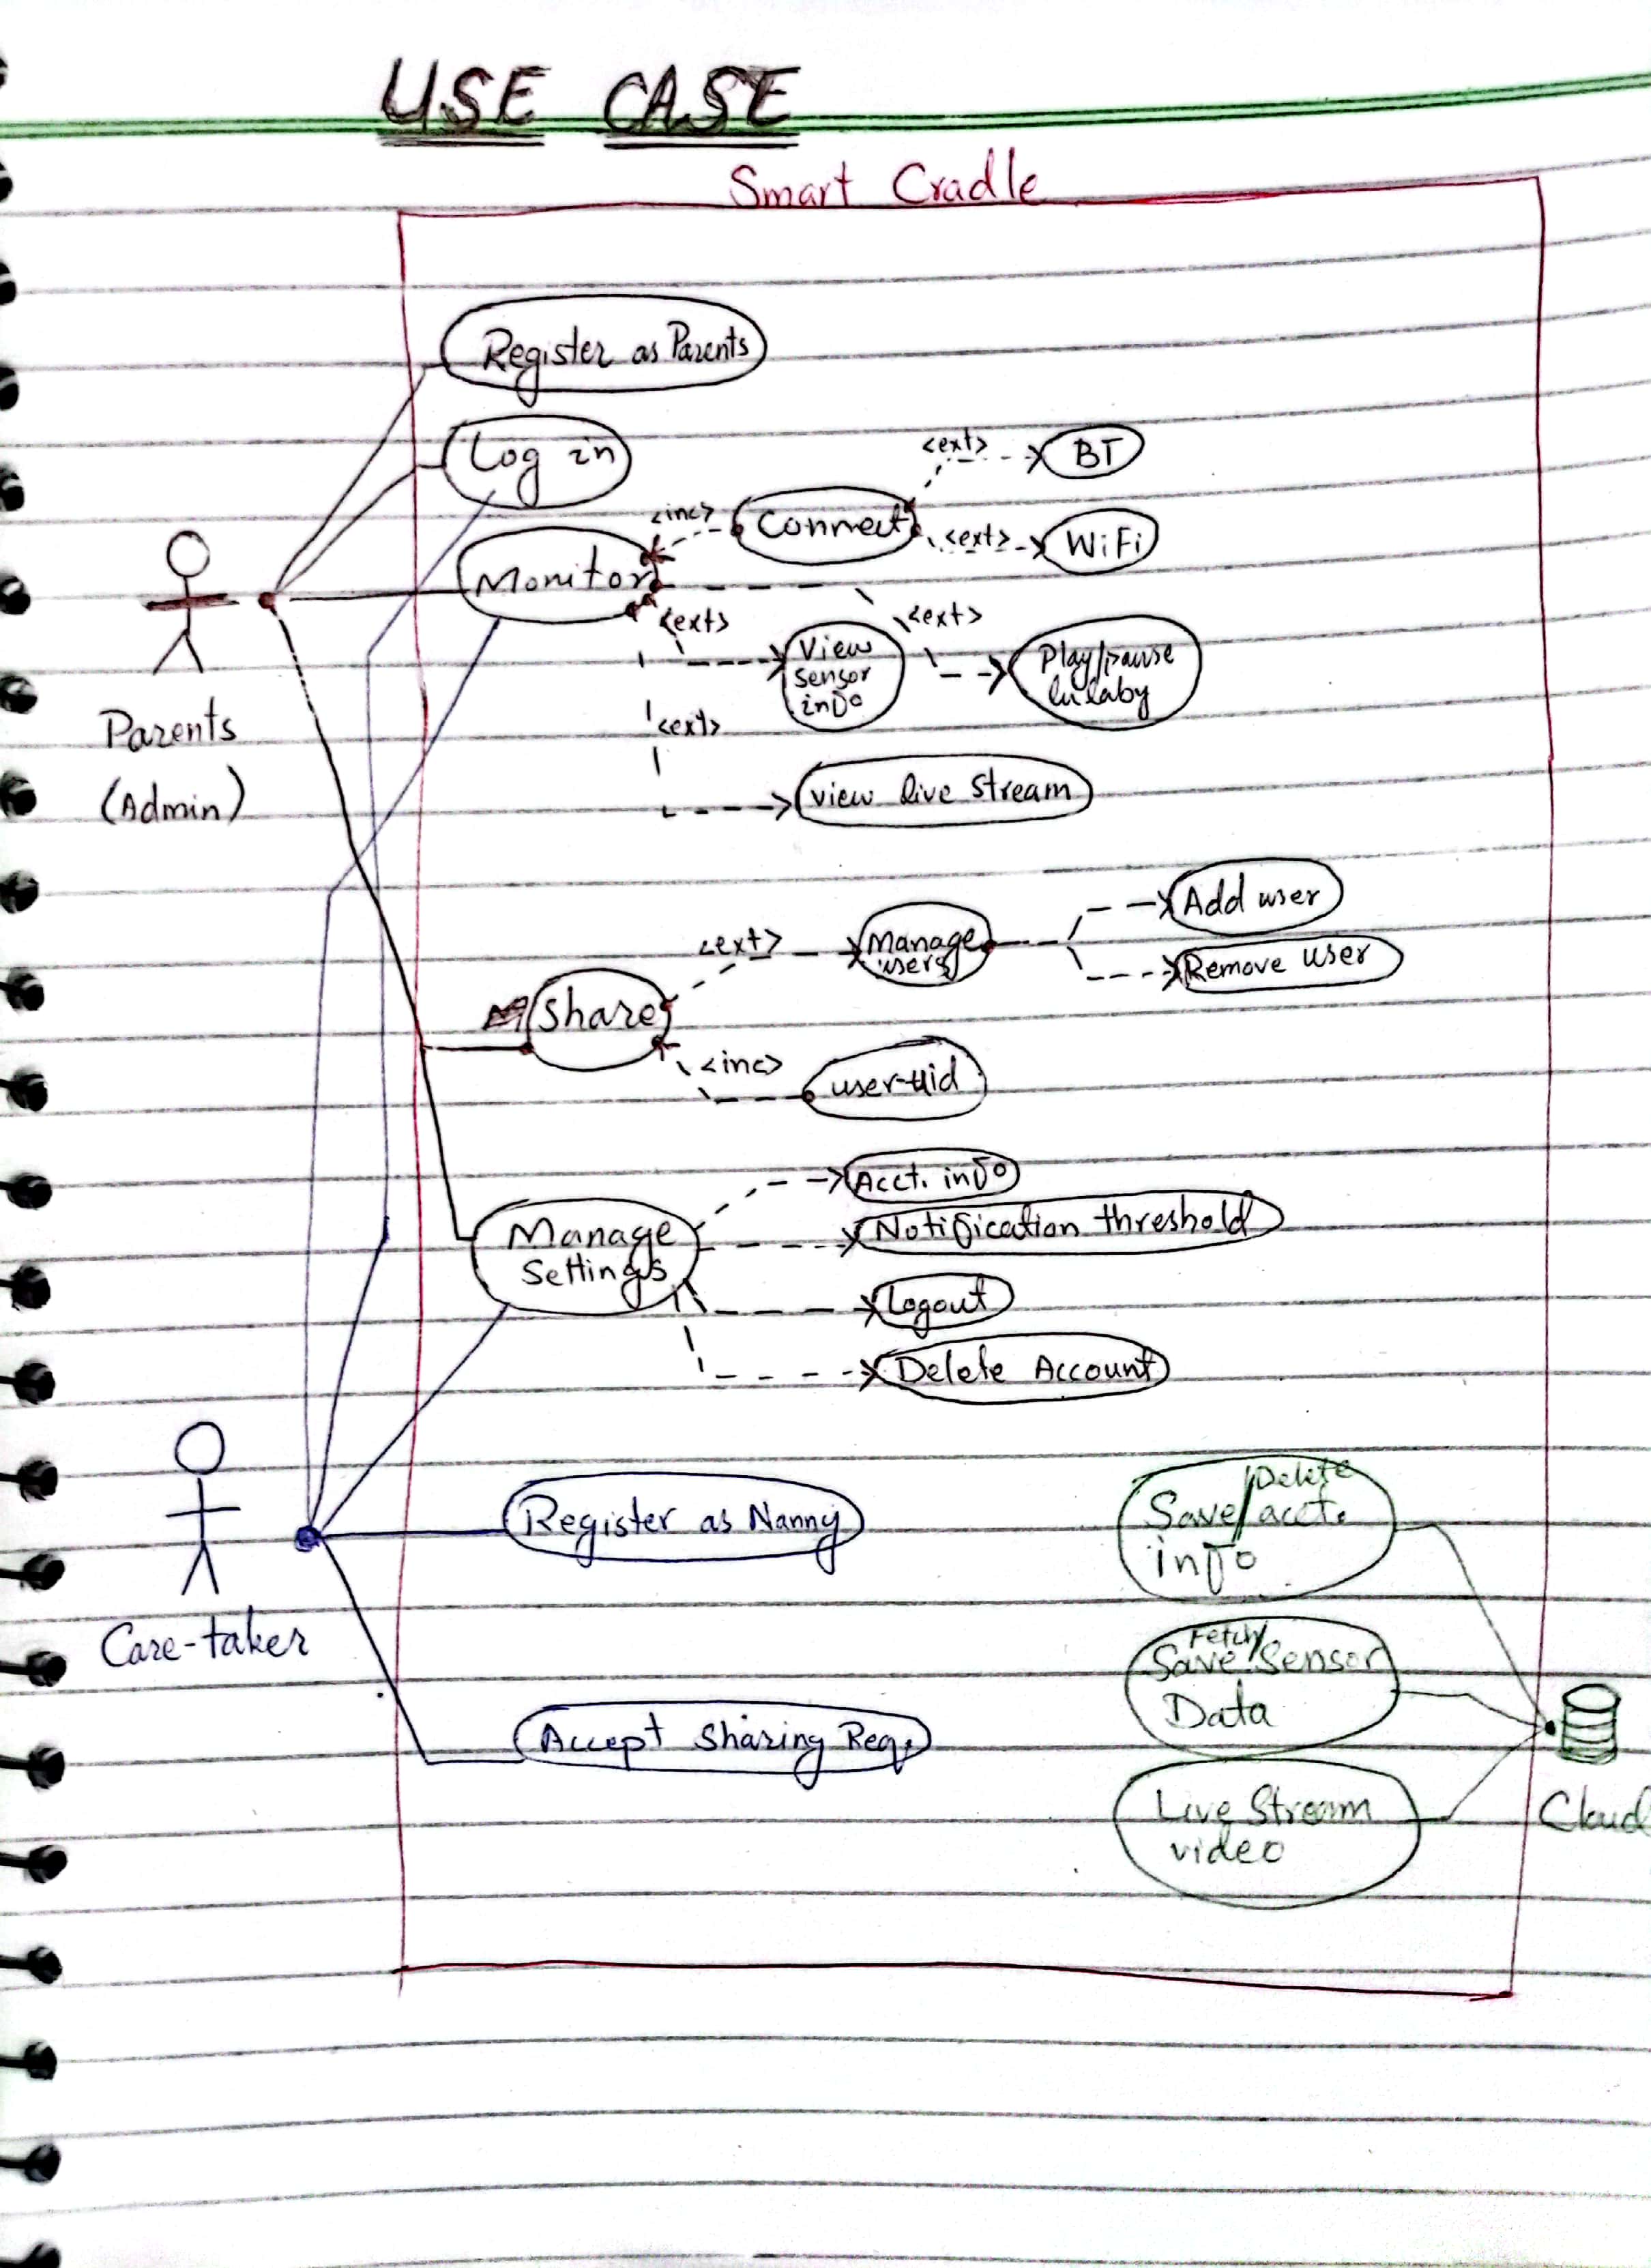 USE CASE
Smart Cradle
Register as Parents
Log in
<ext>
BT
<inc>
Connect
<ext>
WiFi
Monitor
<ext>
<ext>
View
sensor
info
Play/pause
lulaby
Parents
(Admin)
<ext>
view live stream
Add user
<ext>
Manage
users
Remove user
Share
<inc>
user-uid
Acct. info
Notification threshold
Manage
Settings
Logout
Delete Account
Register as Nanny
Delete
Save/acct.
info
Care-taker
Fetch/
Save Sensor
Data
Accept Sharing Req.
Live Stream
video
Cloud